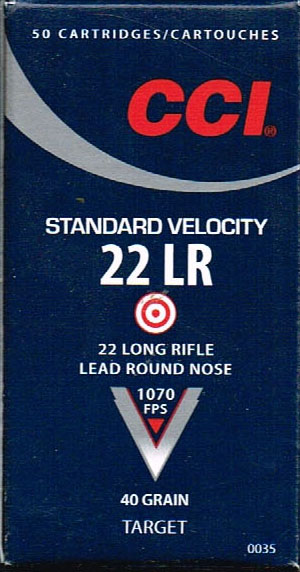 50 CARTRIDGES/CARTOUCHES
CCI®
STANDARD VELOCITY
22 LR
22 LONG RIFLE
LEAD ROUND NOSE
1070
FPS
40 GRAIN
TARGET
0035